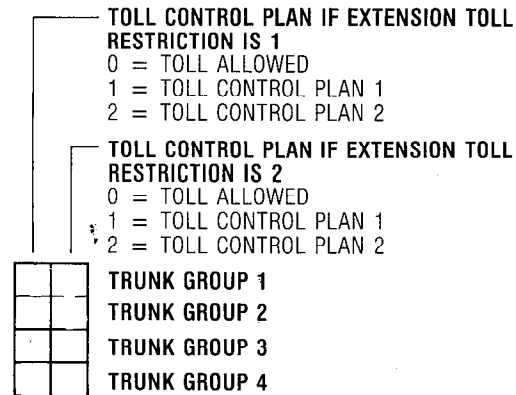 TOLL CONTROL PLAN IF EXTENSION TOLL
RESTRICTION IS 1
0 = TOLL ALLOWED
1 = TOLL CONTROL PLAN 1
2 = TOLL CONTROL PLAN 2
TOLL CONTROL PLAN IF EXTENSION TOLL
RESTRICTION IS 2
0 = TOLL ALLOWED
1 = TOLL CONTROL PLAN 1
2 = TOLL CONTROL PLAN 2
TRUNK GROUP 1
TRUNK GROUP 2
TRUNK GROUP 3
TRUNK GROUP 4